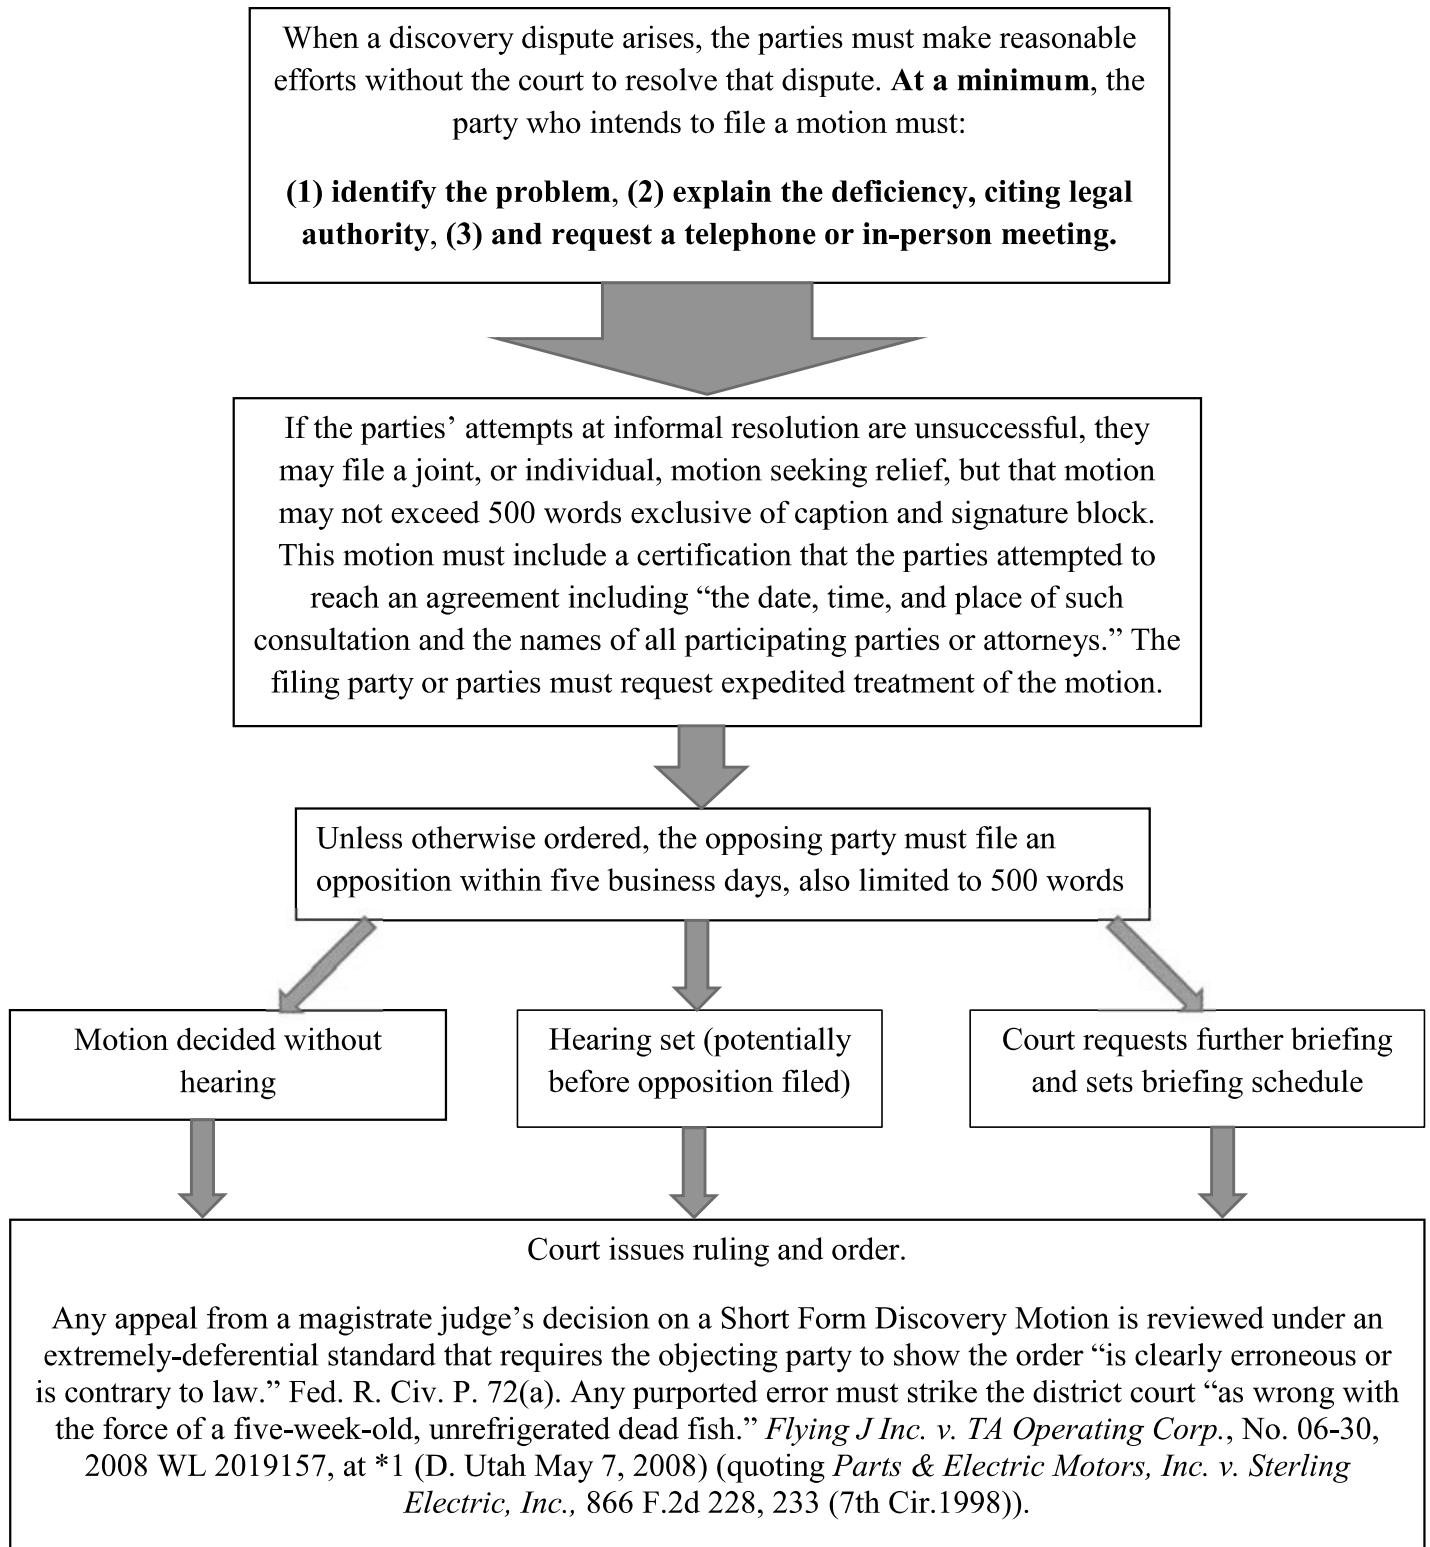 When a discovery dispute arises, the parties must make reasonable
efforts without the court to resolve that dispute. At a minimum, the
party who intends to file a motion must:
(1) identify the problem, (2) explain the deficiency, citing legal
authority, (3) and request a telephone or in-person meeting.
If the parties’ attempts at informal resolution are unsuccessful, they
may file a joint, or individual, motion seeking relief, but that motion
may not exceed 500 words exclusive of caption and signature block.
This motion must include a certification that the parties attempted to
reach an agreement including “the date, time, and place of such
consultation and the names of all participating parties or attorneys.” The
filing party or parties must request expedited treatment of the motion.
Unless otherwise ordered, the opposing party must file an
opposition within five business days, also limited to 500 words
Motion decided without
hearing
Hearing set (potentially
before opposition filed)
Court requests further briefing
and sets briefing schedule
Court issues ruling and order.
Any appeal from a magistrate judge’s decision on a Short Form Discovery Motion is reviewed under an
extremely-deferential standard that requires the objecting party to show the order “is clearly erroneous or
is contrary to law.” Fed. R. Civ. P. 72(a). Any purported error must strike the district court “as wrong with
the force of a five-week-old, unrefrigerated dead fish.” Flying J Inc. v. TA Operating Corp., No. 06-30,
2008 WL 2019157, at *1 (D. Utah May 7, 2008) (quoting Parts & Electric Motors, Inc. v. Sterling
Electric, Inc., 866 F.2d 228, 233 (7th Cir.1998)).